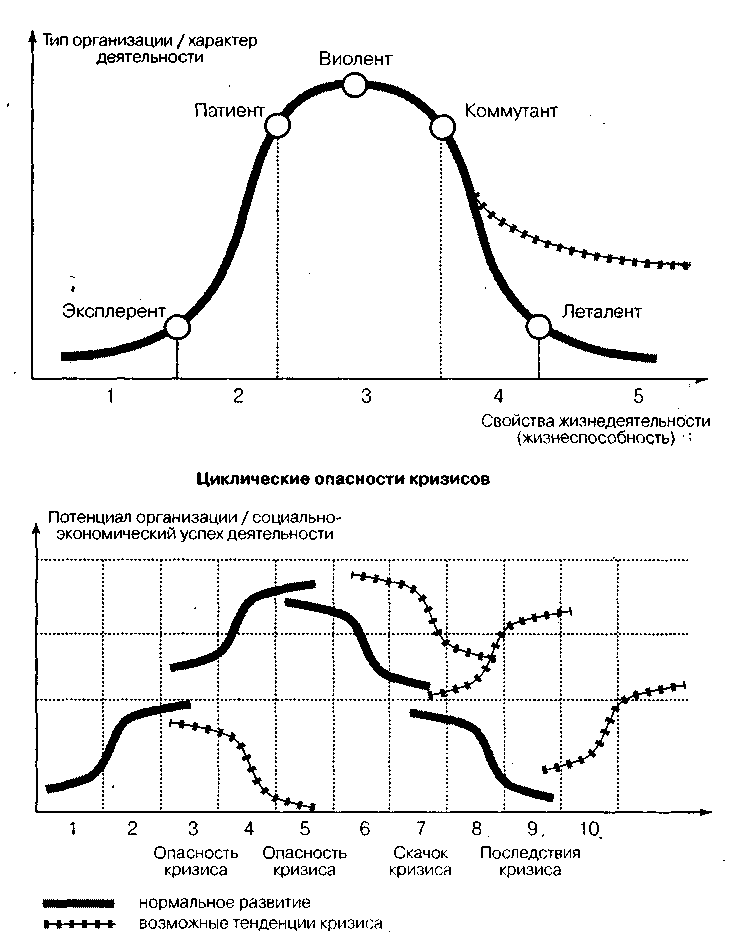 Тип организации / характер
деятельности
Виолент
Патиент
Коммутант
Эксплерент
Леталент
1 2 3 4 5
Свойства жизнедеятельности
(жизнеспособность)
Циклические опасности кризисов
Потенциал организации / социально-
экономический успех деятельности
1 2 3 4 5 6 7 8 9 10
Опасность Опасность Скачок Последствия
кризиса кризиса кризиса кризиса
нормальное развитие
возможные тенденции кризиса